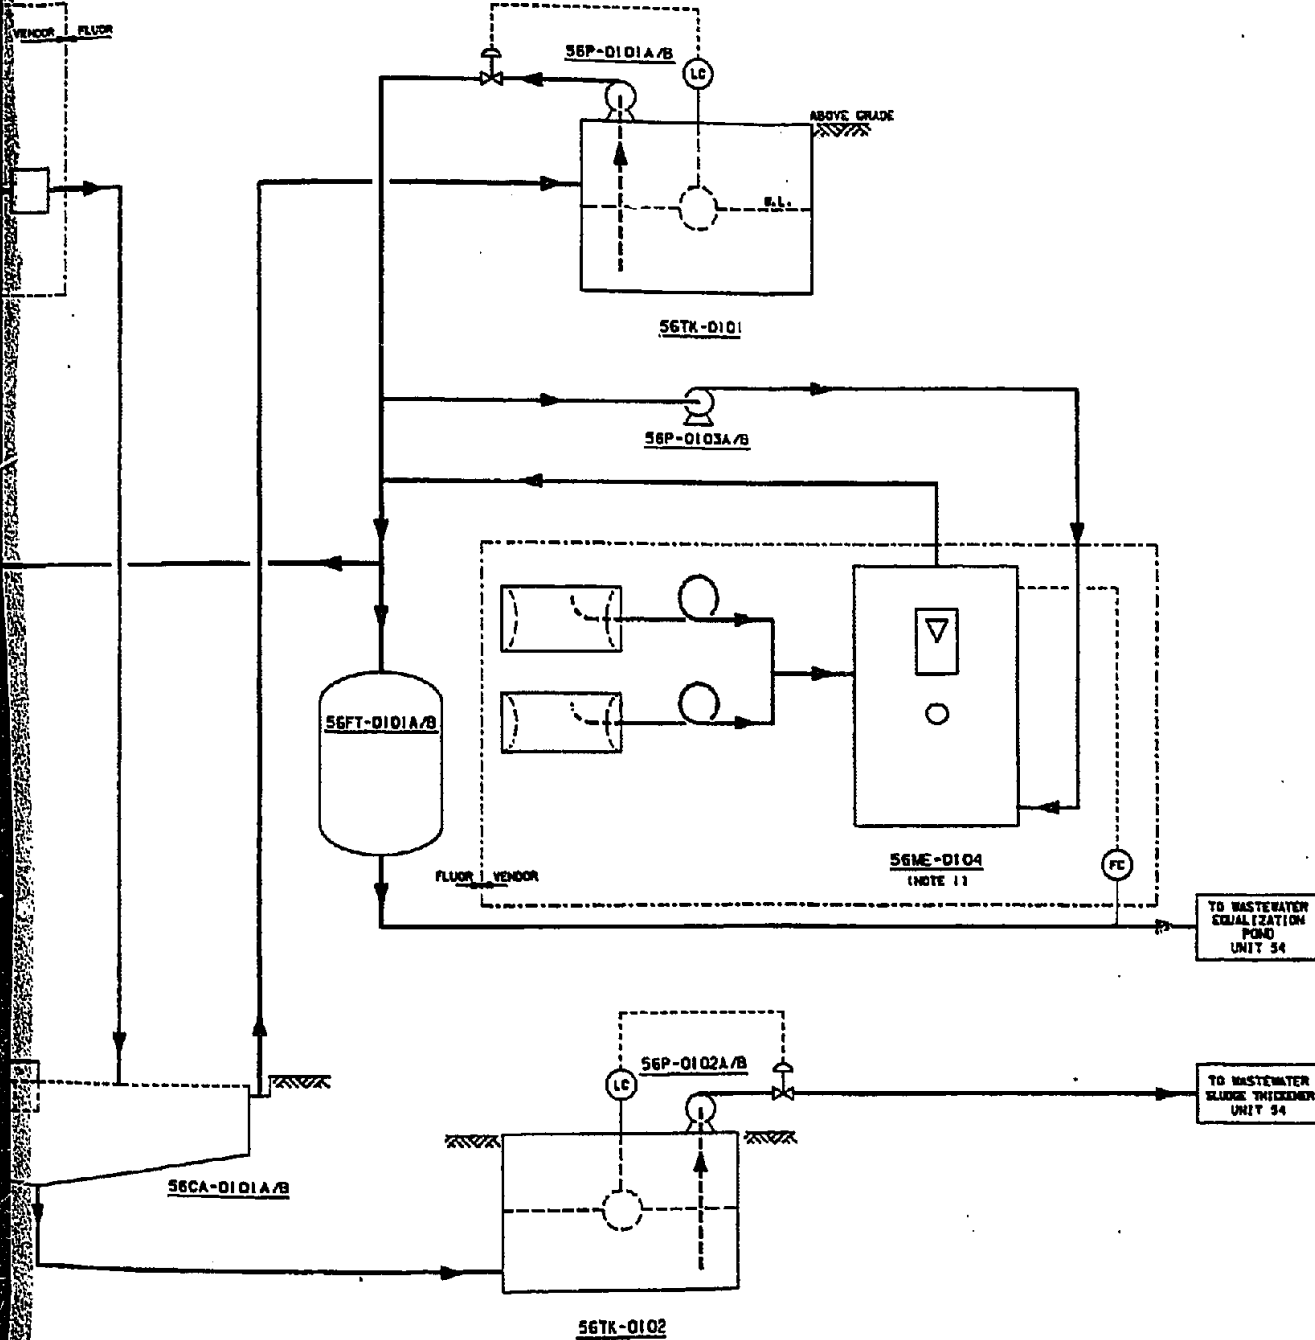 VENDOR FLUOR
56P-0101A/B
LC
ABOVE GRADE
W.L.
56TK-0101
56P-0103A/B
56FT-0101A/B
56ME-0104
(NOTE 1)
FC
FLUOR VENDOR
TO WASTEWATER
EQUALIZATION
POND
UNIT 54
56P-0102A/B
LC
TO WASTEWATER
SLUDGE THICKENER
UNIT 54
56CA-0101A/B
56TK-0102